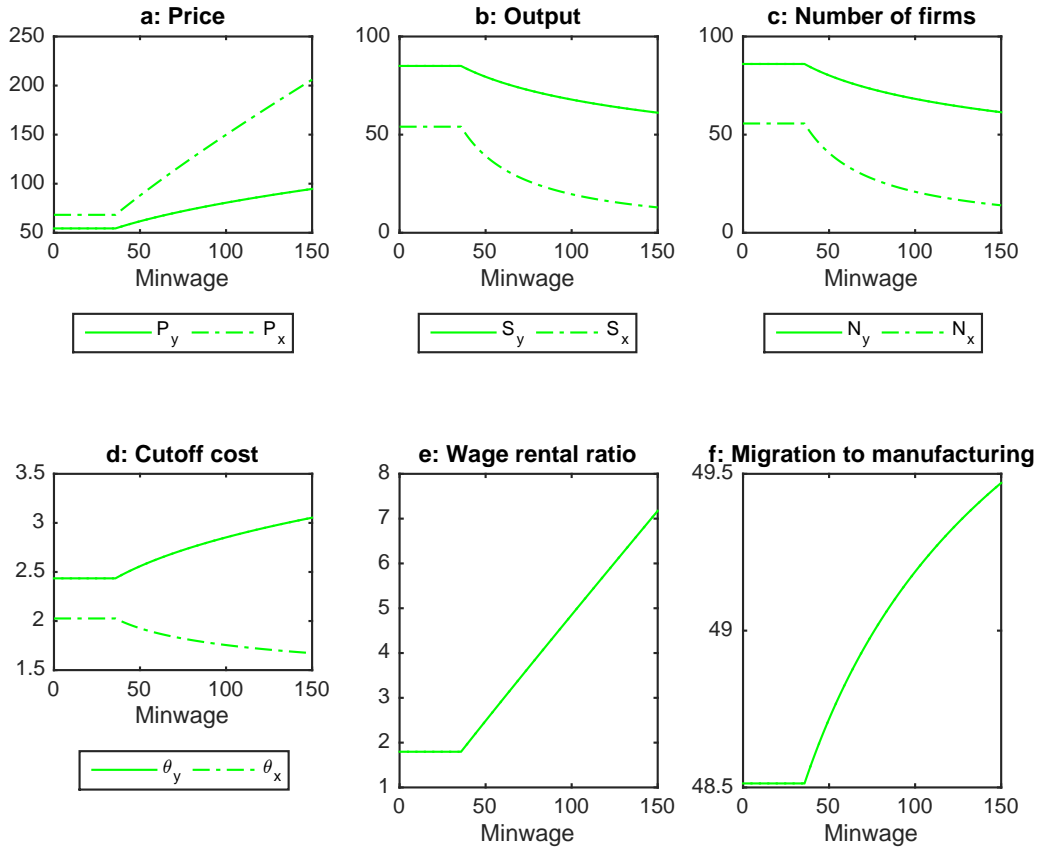 a: Price
250
200
150
100
50
0 50 100 150
Minwage
P_y P_x
b: Output
100
50
0
0 50 100 150
Minwage
S_y S_x
c: Number of firms
100
50
0
0 50 100 150
Minwage
N_y N_x
d: Cutoff cost
3.5
3
2.5
2
1.5
0 50 100 150
Minwage
θ_y θ_x
e: Wage rental ratio
8
7
6
5
4
3
2
1
0 50 100 150
Minwage
f: Migration to manufacturing
49.5
49
48.5
0 50 100 150
Minwage